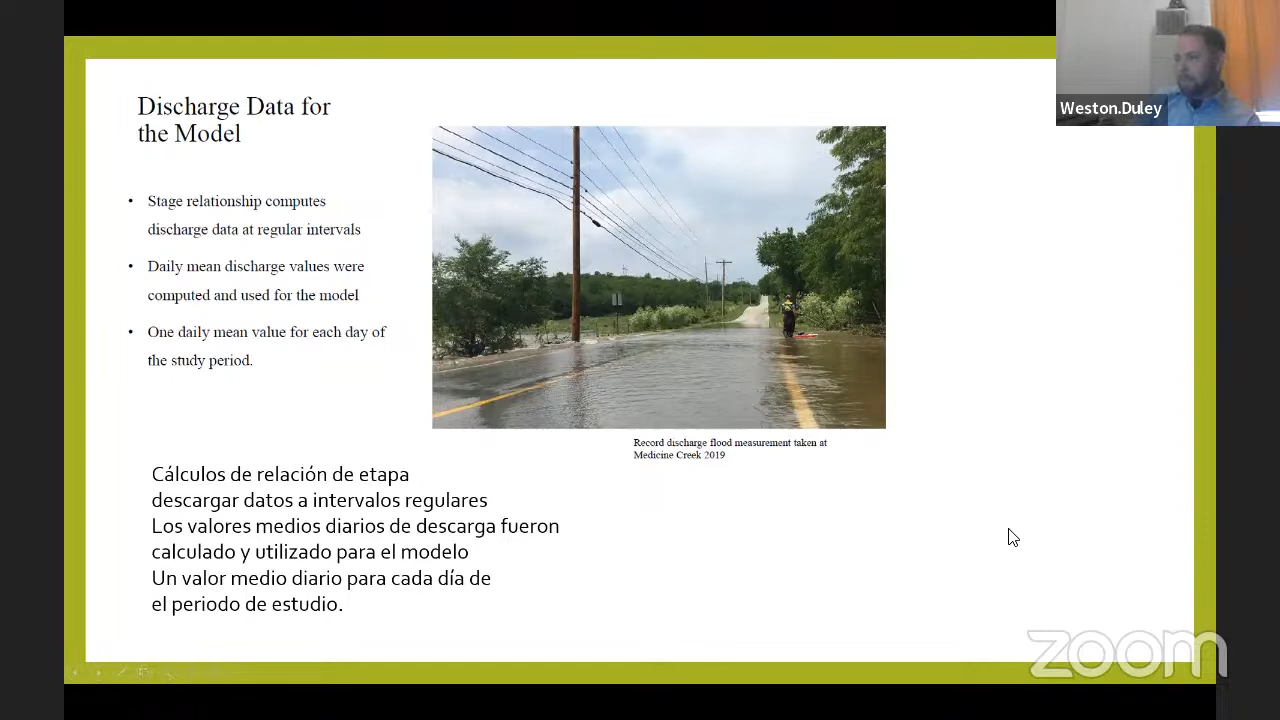 Weston.Duley
Discharge Data for
the Model
• Stage relationship computes
discharge data at regular intervals
• Daily mean discharge values were
computed and used for the model
• One daily mean value for each day of
the study period.
Record discharge flood measurement taken at
Medicine Creek 2019
Cálculos de relación de etapa
descargar datos a intervalos regulares
Los valores medios diarios de descarga fueron
calculado y utilizado para el modelo
Un valor medio diario para cada día de
el periodo de estudio.
zoom